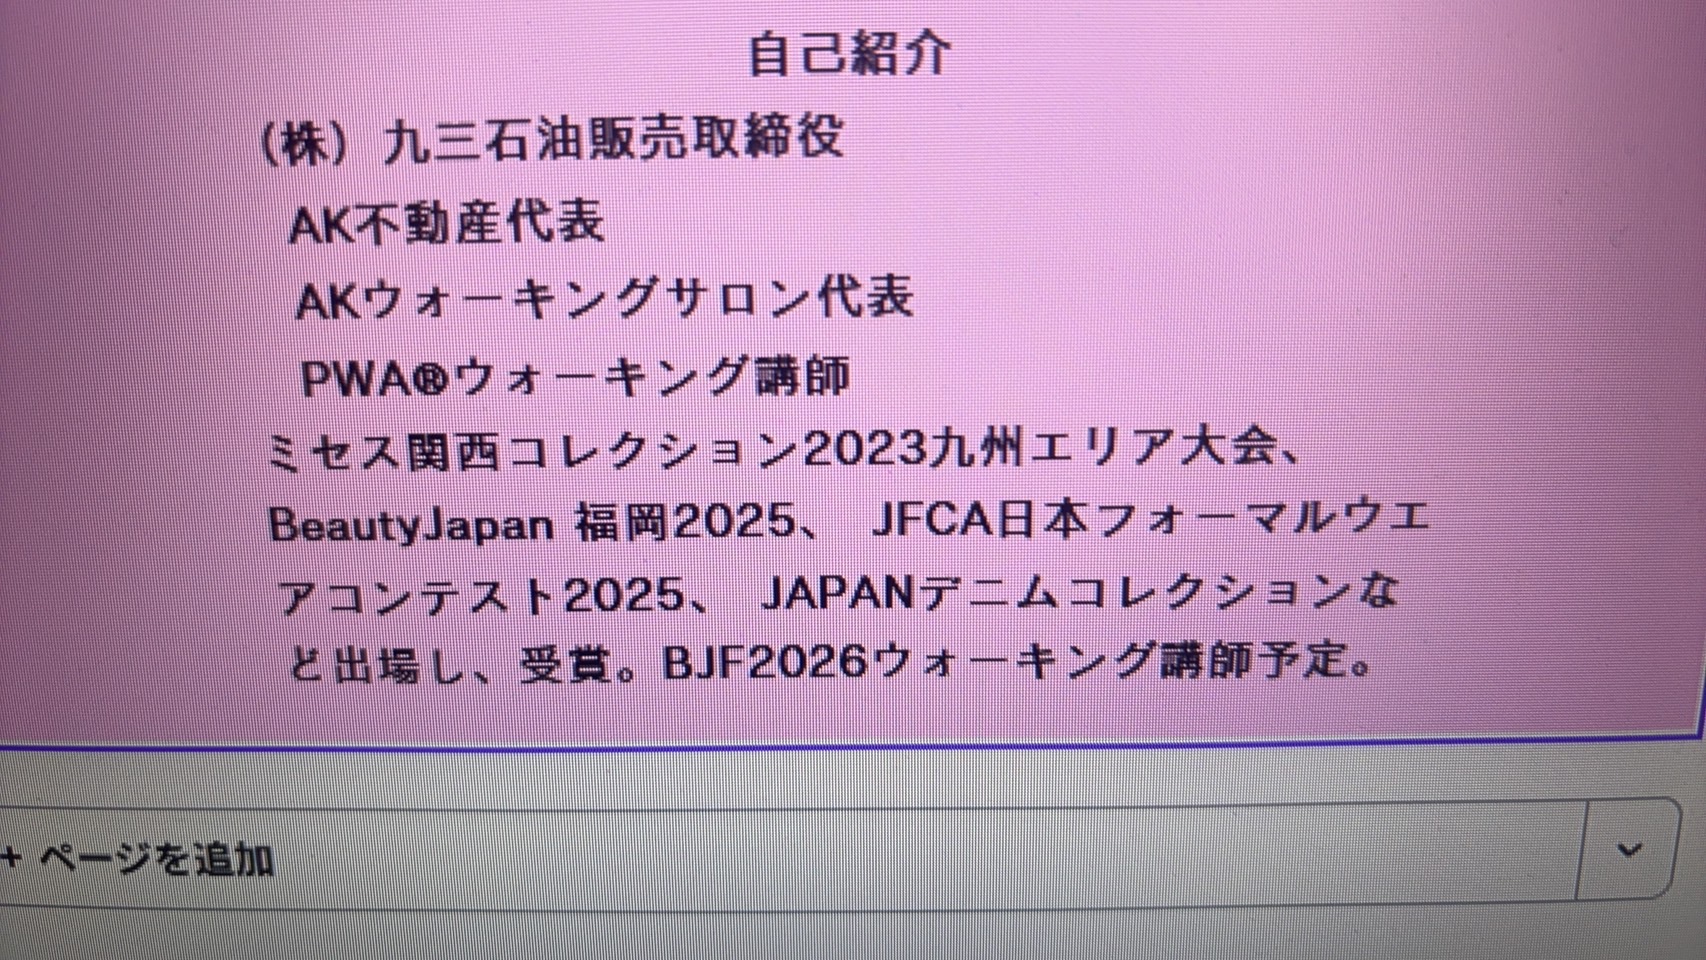 自己紹介
（株）九三石油販売取締役
AK不動産代表
AKウォーキングサロン代表
PWA®ウォーキング講師
ミセス関西コレクション2023九州エリア大会、
BeautyJapan 福岡2025、 JFCA日本フォーマルウエ
アコンテスト2025、 JAPANデニムコレクションな
ど出場し、受賞。BJF2026ウォーキング講師予定。
+ ページを追加